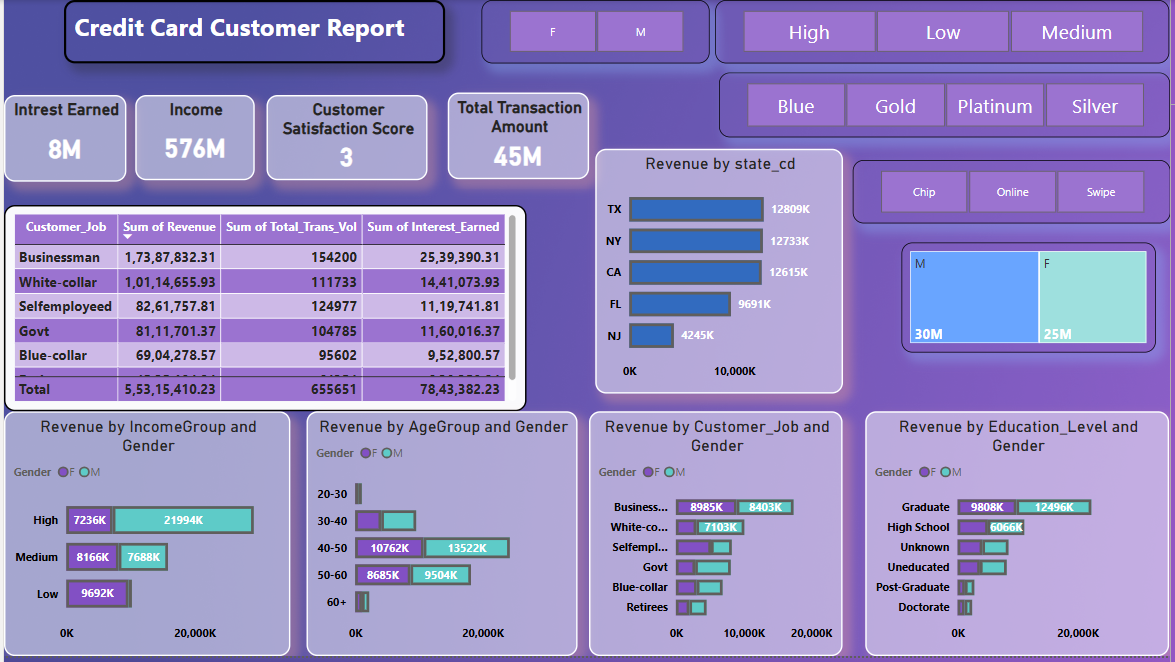 Credit Card Customer Report
F
M
High
Low
Medium
Blue
Gold
Platinum
Silver
Intrest Earned
8M
Income
576M
Customer
Satisfaction Score
3
Total Transaction
Amount
45M
Revenue by state_cd
TX 12809K
NY 12733K
CA 12615K
FL 9691K
NJ 4245K
0K 10,000K
Chip
Online
Swipe
M
30M
F
25M
Customer_Job Sum of Revenue Sum of Total_Trans_Vol Sum of Interest_Earned
Businessman 1,73,87,832.31 154200 25,39,390.31
White-collar 1,01,14,655.93 111733 14,41,073.93
Selfemployeed 82,61,757.81 124977 11,19,741.81
Govt 81,11,701.37 104785 11,60,016.37
Blue-collar 69,04,278.57 95602 9,52,800.57
Total 5,53,15,410.23 655651 78,43,382.23
Revenue by IncomeGroup and
Gender
Gender F M
High 7236K 21994K
Medium 8166K 7688K
Low 9692K
0K 20,000K
Revenue by AgeGroup and Gender
Gender F M
20-30
30-40
40-50 10762K 13522K
50-60 8685K 9504K
60+
0K 20,000K
Revenue by Customer_Job and
Gender
Gender F M
Business... 8985K 8403K
White-co... 7103K
Selfempl...
Govt
Blue-collar
Retirees
0K 10,000K 20,000K
Revenue by Education_Level and
Gender
Gender F M
Graduate 9808K 12496K
High School 6066K
Unknown
Uneducated
Post-Graduate
Doctorate
0K 20,000K